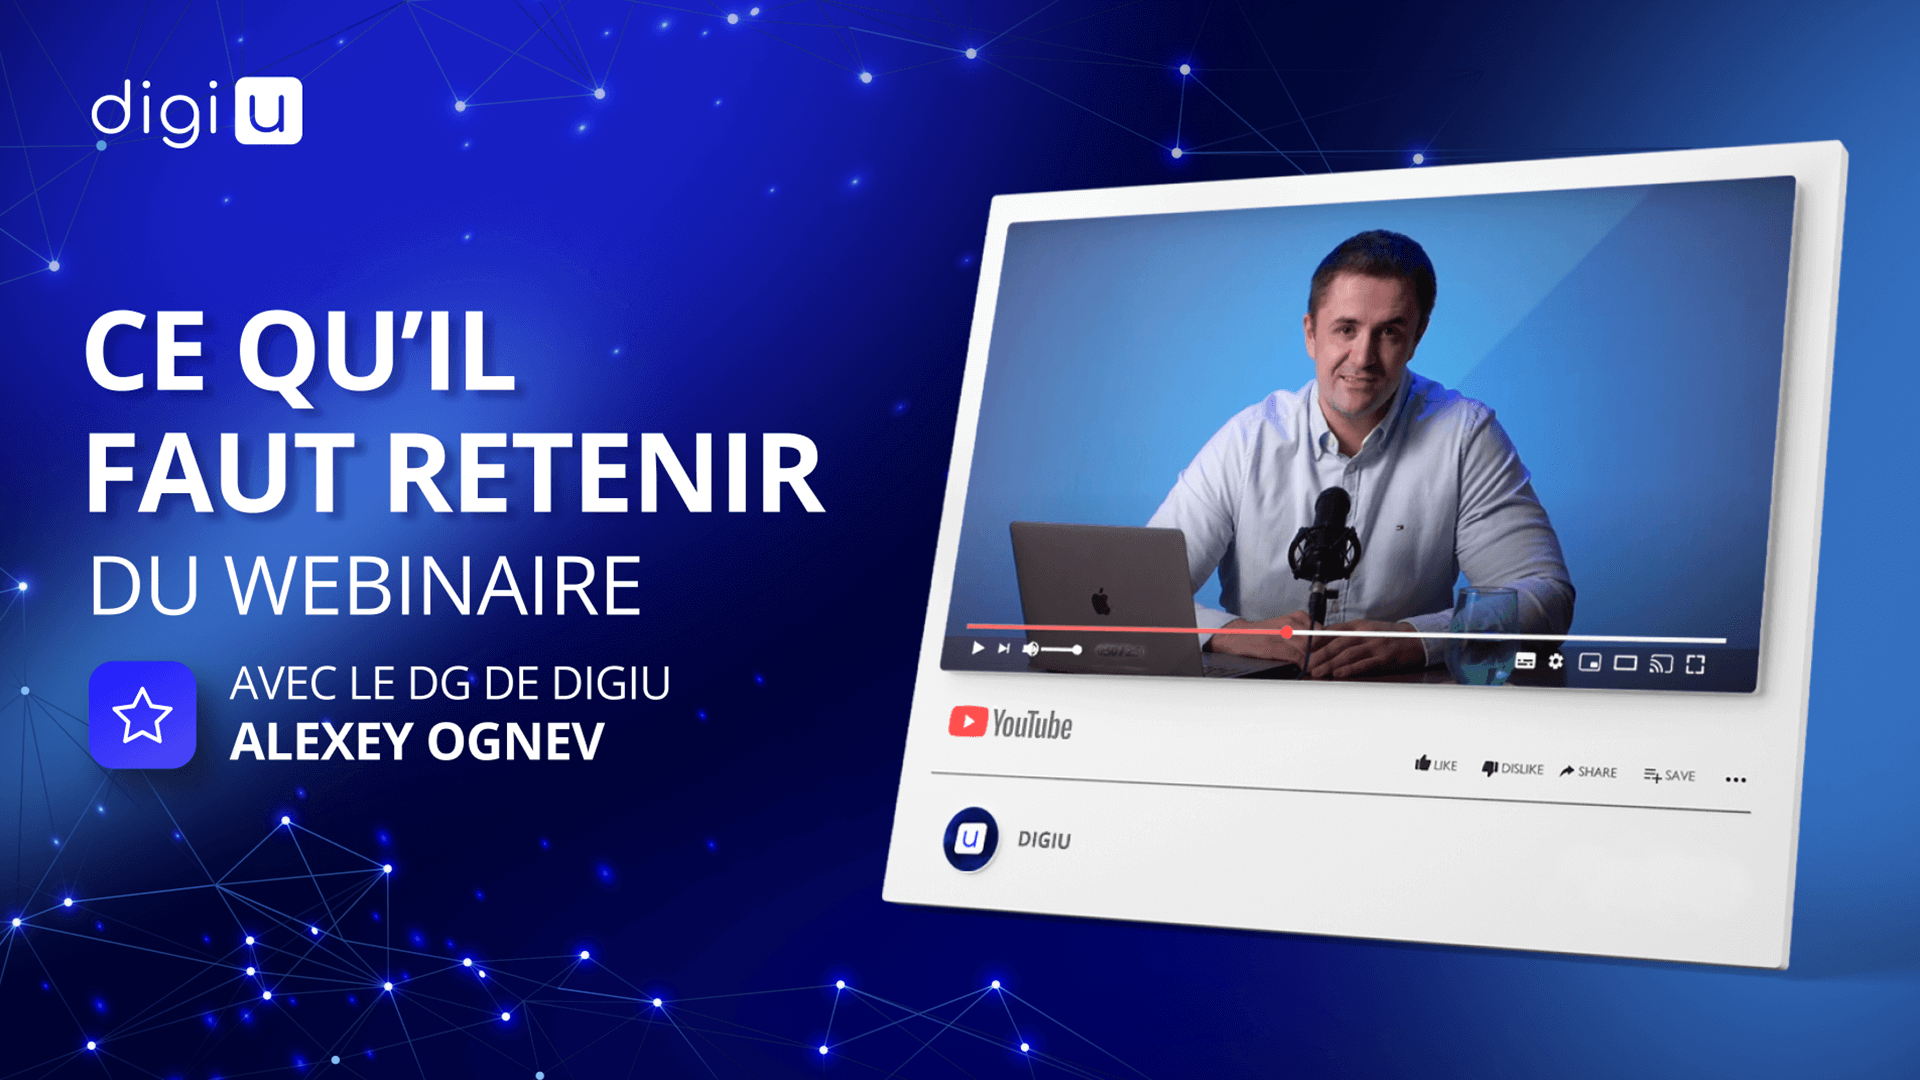 digi u
CE QU’IL
FAUT RETENIR
DU WEBINAIRE
AVEC LE DG DE DIGIU
ALEXEY OGNEV
YouTube
LIKE DISLIKE SHARE SAVE
u DIGIU